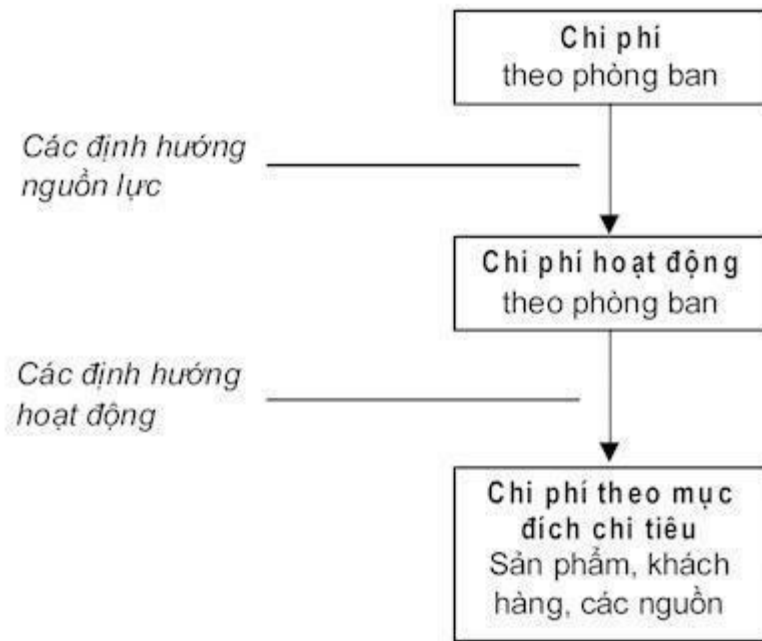 Chi phí
theo phòng ban
Các định hướng
nguồn lực
Chi phí hoạt động
theo phòng ban
Các định hướng
hoạt động
Chi phí theo mục
đích chi tiêu
Sản phẩm, khách
hàng, các nguồn